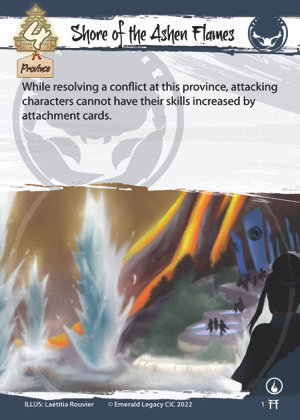 4
Shore of the Ashen Flames
Province
While resolving a conflict at this province, attacking
characters cannot have their skills increased by
attachment cards.
ILLUS: Laëtitia Rouvier © Emerald Legacy CIC 2022 1